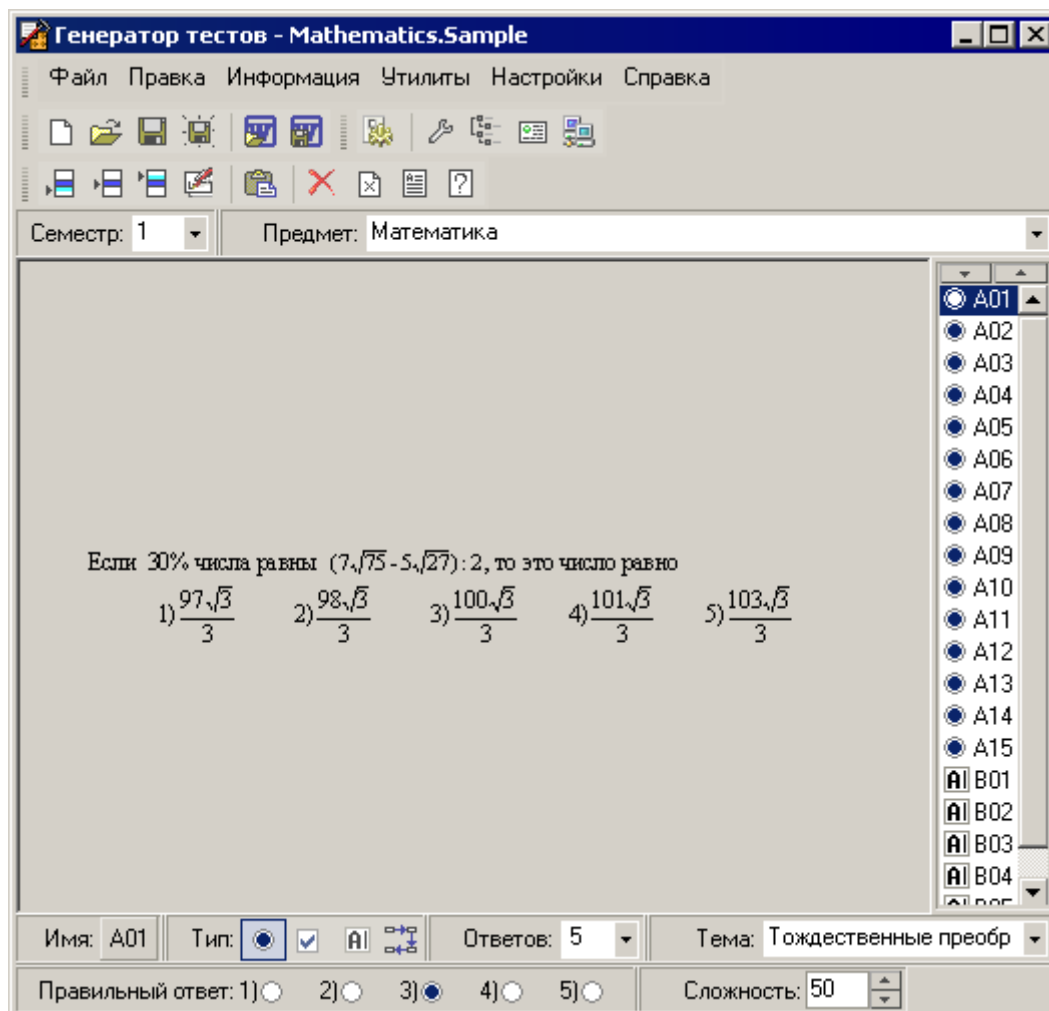 Генератор тестов - Mathematics.Sample
Файл Правка Информация Утилиты Настройки Справка
Семестр: 1 Предмет: Математика
Если 30% числа равны (7√75 - 5√27) : 2, то это число равно
1) 97√3/3 2) 98√3/3 3) 100√3/3 4) 101√3/3 5) 103√3/3
A01
A02
A03
A04
A05
A06
A07
A08
A09
A10
A11
A12
A13
A14
A15
B01
B02
B03
B04
Имя: A01 Тип: Ответов: 5 Тема: Тождественные преобр
Правильный ответ: 1) 2) 3) 4) 5) Сложность: 50